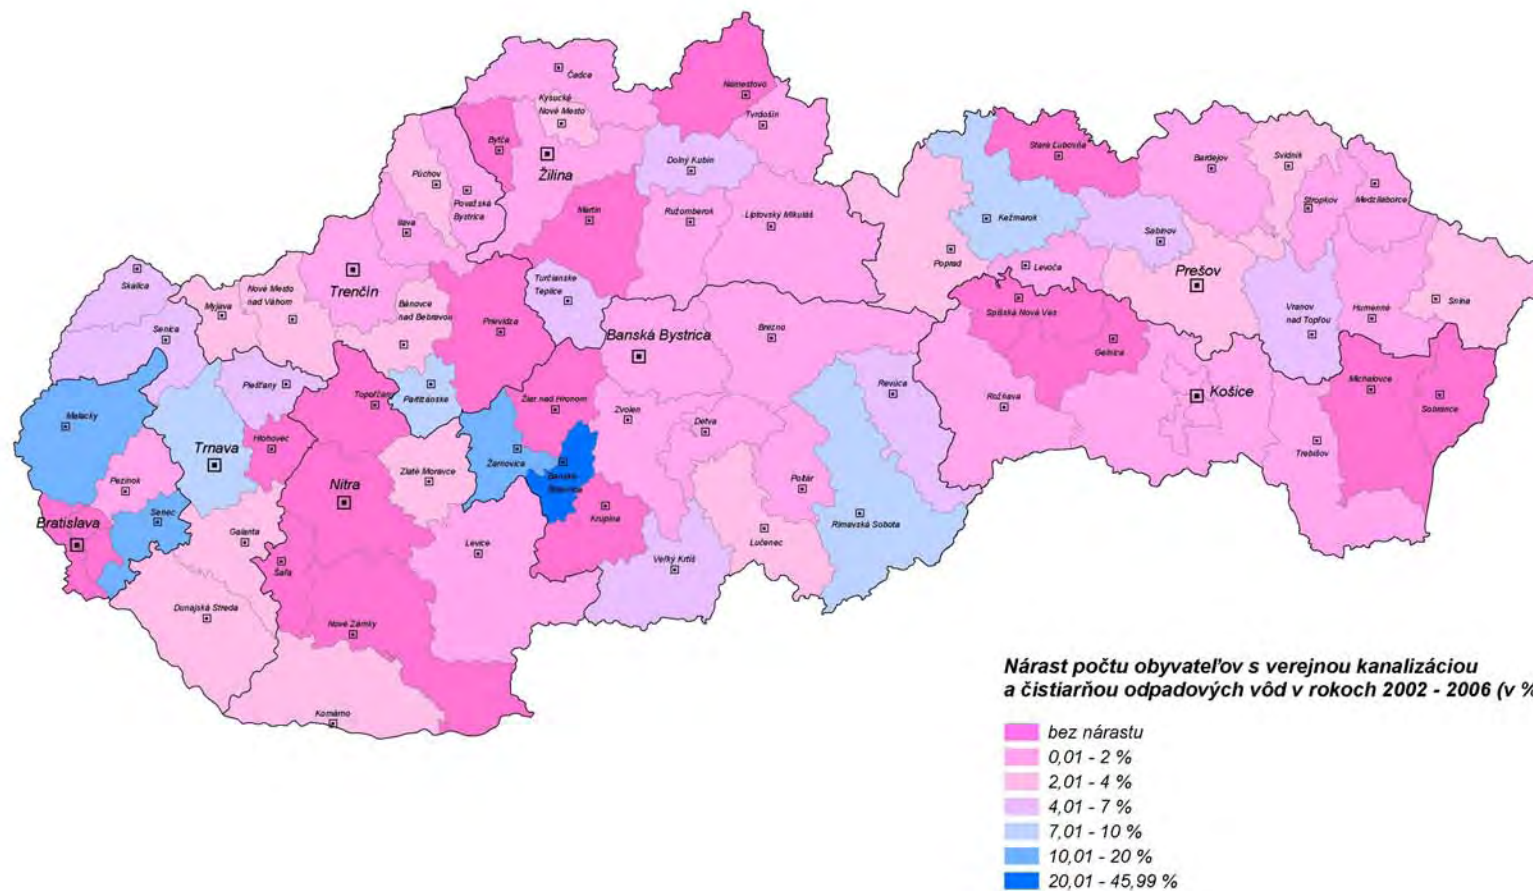 Čadca
Námestovo
Kysucké
Nové Mesto
Tvrdošín
Bytča
Žilina
Dolný Kubín
Stará Ľubovňa
Bardejov
Svidník
Púchov
Považská
Bystrica
Martin
Ružomberok
Liptovský Mikuláš
Kežmarok
Stropkov
Medzilaborce
Ilava
Sabinov
Poprad
Levoča
Prešov
Skalica
Trenčín
Turčianske
Teplice
Nové Mesto
nad Váhom
Myjava
Bánovce
nad Bebravou
Vranov
nad Topľou
Humenné
Snina
Spišská Nová Ves
Senica
Prievidza
Banská Bystrica
Brezno
Gelnica
Piešťany
Partizánske
Topoľčany
Žiar nad Hronom
Revúca
Rožňava
Košice
Michalovce
Sobrance
Malacky
Trnava
Hlohovec
Zvolen
Detva
Trebišov
Zlaté Moravce
Žarnovica
Banská
Štiavnica
Pezinok
Nitra
Poltár
Senec
Bratislava
Galanta
Krupina
Rimavská Sobota
Šaľa
Levice
Lučenec
Veľký Krtíš
Dunajská Streda
Nové Zámky
Komárno
Nárast počtu obyvateľov s verejnou kanalizáciou
a čistiarňou odpadových vôd v rokoch 2002 - 2006 (v %
bez nárastu
0,01 - 2 %
2,01 - 4 %
4,01 - 7 %
7,01 - 10 %
10,01 - 20 %
20,01 - 45,99 %